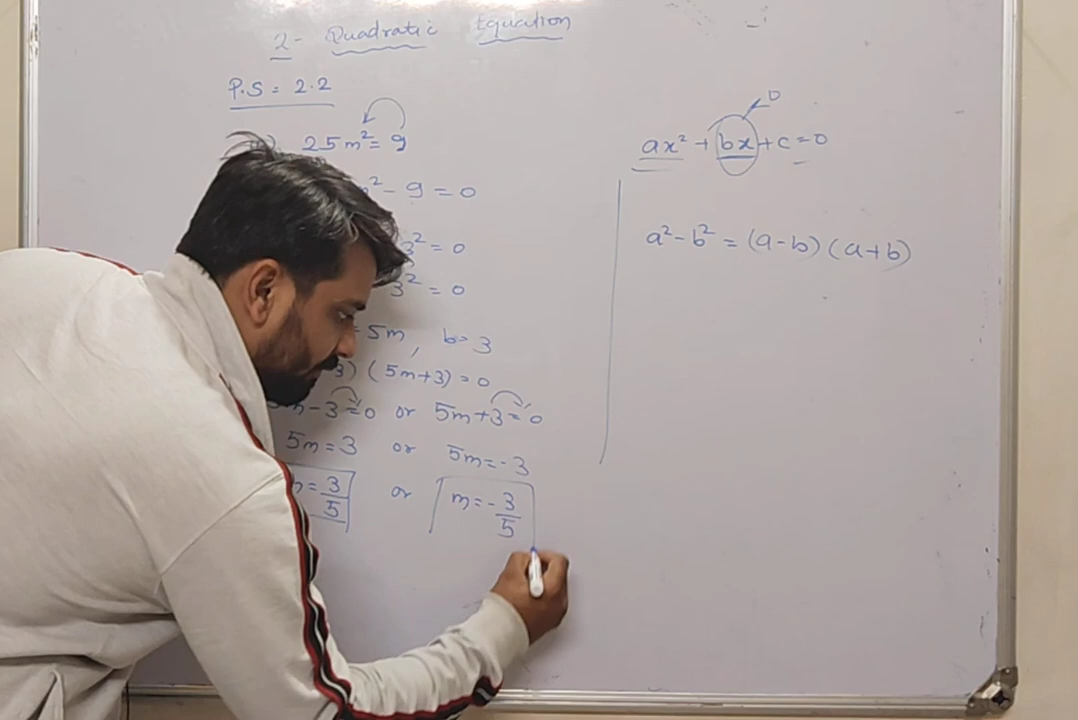 2- Quadratic Equation
P.S = 2.2
) 25m² = 9
² - 9 = 0
3² = 0
3² = 0
5m, b = 3
3) (5m+3) = 0
m - 3 = 0 or 5m + 3 = 0
5m = 3 or 5m = -3
= 3/5 or m = -3/5
0
ax² + bx + c = 0
a² - b² = (a-b) (a+b)